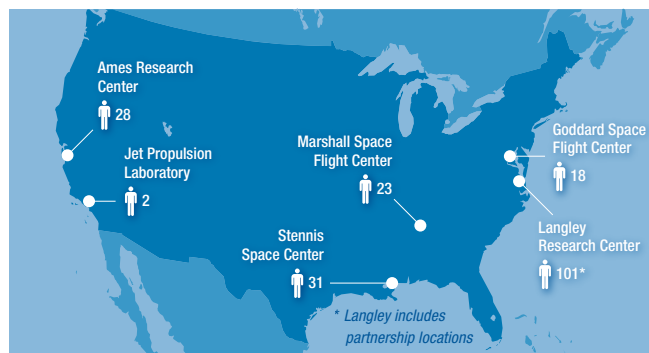 Ames Research
Center
28
Jet Propulsion
Laboratory
2
Marshall Space
Flight Center
23
Goddard Space
Flight Center
18
Langley
Research Center
101*
Stennis
Space Center
31
* Langley includes
partnership locations